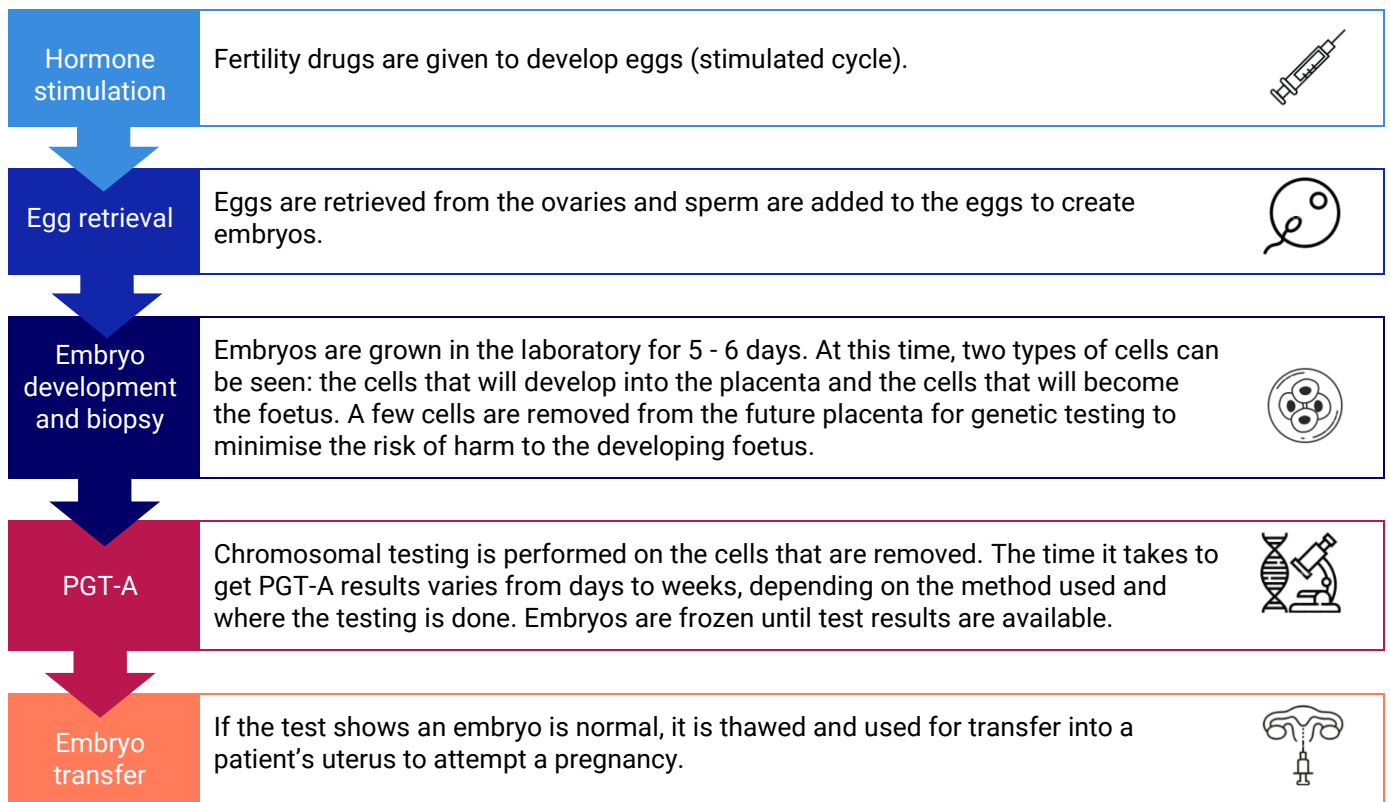 Hormone
stimulation
Fertility drugs are given to develop eggs (stimulated cycle).
Egg retrieval
Eggs are retrieved from the ovaries and sperm are added to the eggs to create
embryos.
Embryo
development
and biopsy
Embryos are grown in the laboratory for 5 - 6 days. At this time, two types of cells can
be seen: the cells that will develop into the placenta and the cells that will become
the foetus. A few cells are removed from the future placenta for genetic testing to
minimise the risk of harm to the developing foetus.
PGT-A
Chromosomal testing is performed on the cells that are removed. The time it takes to
get PGT-A results varies from days to weeks, depending on the method used and
where the testing is done. Embryos are frozen until test results are available.
Embryo
transfer
If the test shows an embryo is normal, it is thawed and used for transfer into a
patient’s uterus to attempt a pregnancy.